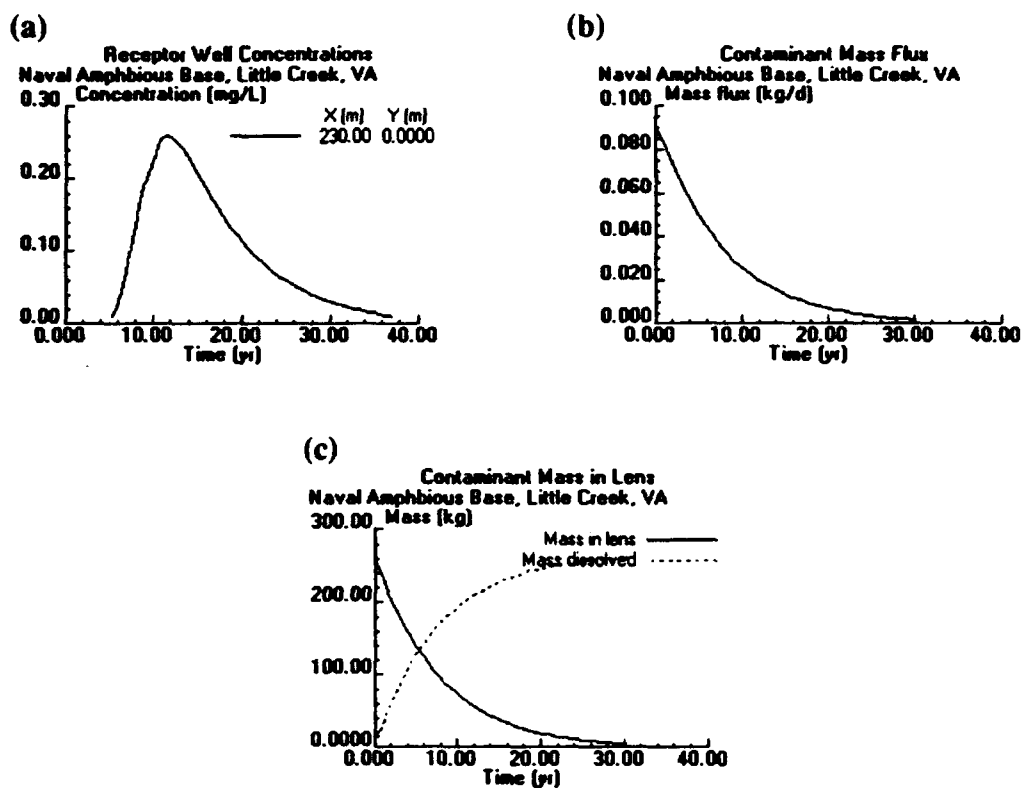 (a)
Receptor Well Concentrations
Naval Amphbious Base, Little Creek, VA
Concentration (mg/L)
0.30
X (m) Y (m)
230.00 0.0000
0.20
0.10
0.00
0.000 10.00 20.00 30.00 40.00
Time (yr)
(b)
Contaminant Mass Flux
Naval Amphbious Base, Little Creek, VA
Mass flux (kg/d)
0.100
0.080
0.060
0.040
0.020
0.000
0.000 10.00 20.00 30.00 40.00
Time (yr)
(c)
Contaminant Mass in Lens
Naval Amphbious Base, Little Creek, VA
Mass (kg)
300.00
Mass in lens
Mass dissolved
200.00
100.00
0.0000
0.000 10.00 20.00 30.00 40.00
Time (yr)